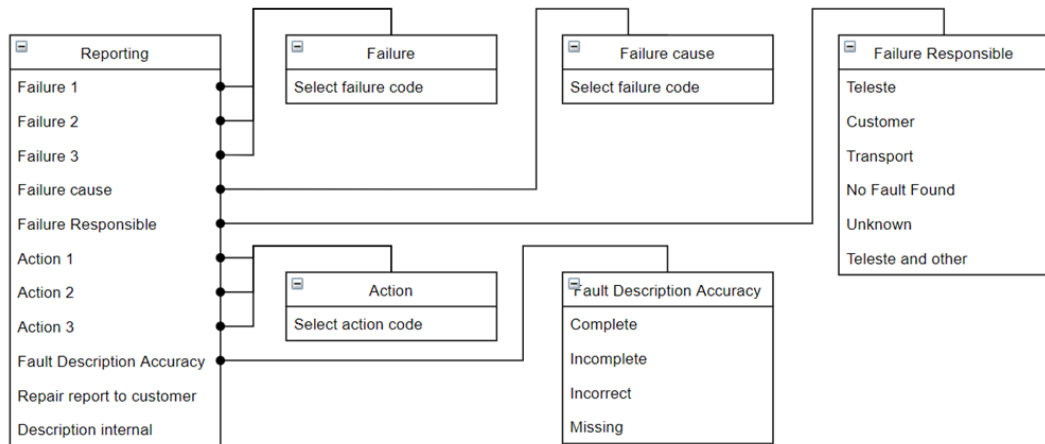 Reporting
Failure 1
Failure 2
Failure 3
Failure cause
Failure Responsible
Action 1
Action 2
Action 3
Fault Description Accuracy
Repair report to customer
Description internal
Failure
Select failure code
Failure cause
Select failure code
Failure Responsible
Teleste
Customer
Transport
No Fault Found
Unknown
Teleste and other
Action
Select action code
Fault Description Accuracy
Complete
Incomplete
Incorrect
Missing